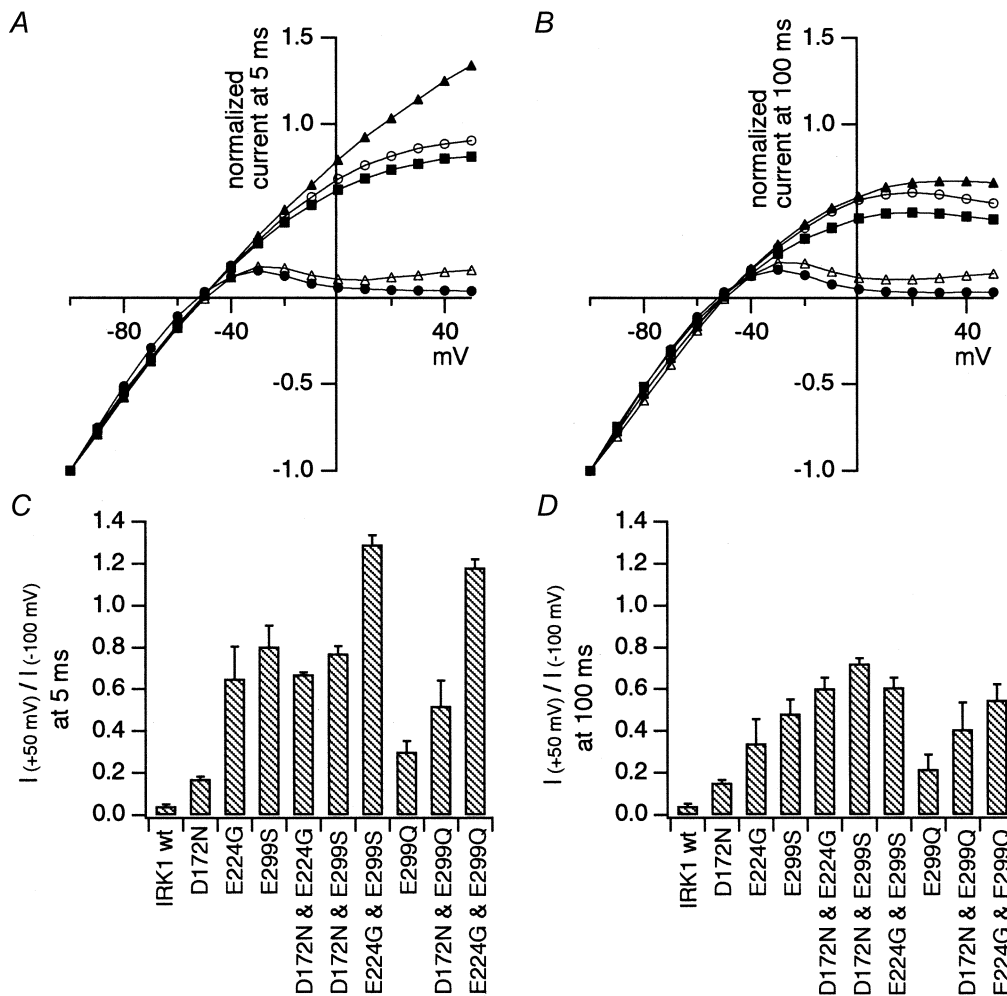 A
normalized
current at 5 ms
1.5
1.0
-80
-40
40
mV
-0.5
-1.0
B
normalized
current at 100 ms
1.5
1.0
-80
-40
40
mV
-0.5
-1.0
C
I (+50 mV) / I (-100 mV)
at 5 ms
1.4
1.2
1.0
0.8
0.6
0.4
0.2
0.0
IRK1 wt
D172N
E224G
E299S
D172N & E224G
D172N & E299S
E224G & E299S
E299Q
D172N & E299Q
E224G & E299Q
D
I (+50 mV) / I (-100 mV)
at 100 ms
1.4
1.2
1.0
0.8
0.6
0.4
0.2
0.0
IRK1 wt
D172N
E224G
E299S
D172N & E224G
D172N & E299S
E224G & E299S
E299Q
D172N & E299Q
E224G & E299Q